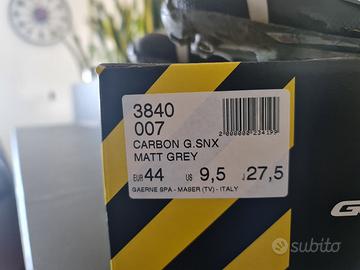 3840
007
CARBON G.SNX
MATT GREY
EUR 44 US 9,5 27,5
GAERNE SPA - MASER (TV) - ITALY
G
subito